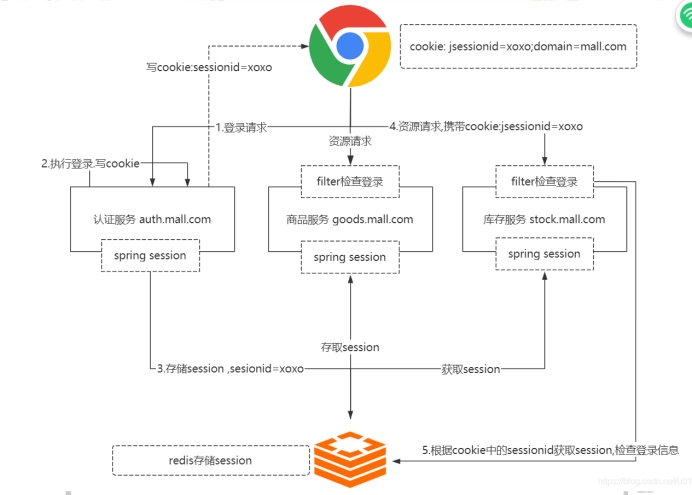 cookie: jsessionid=xoxo;domain=mall.com
写cookie:sessionid=xoxo
1.登录请求
4.资源请求,携带cookie:jsessionid=xoxo
资源请求
2.执行登录.写cookie
filter检查登录
filter检查登录
认证服务 auth.mall.com
商品服务 goods.mall.com
库存服务 stock.mall.com
spring session
spring session
spring session
存取session
3.存储session ,sesionid=xoxo
获取session
5.根据cookie中的sessionid获取session,检查登录信息
redis存储session